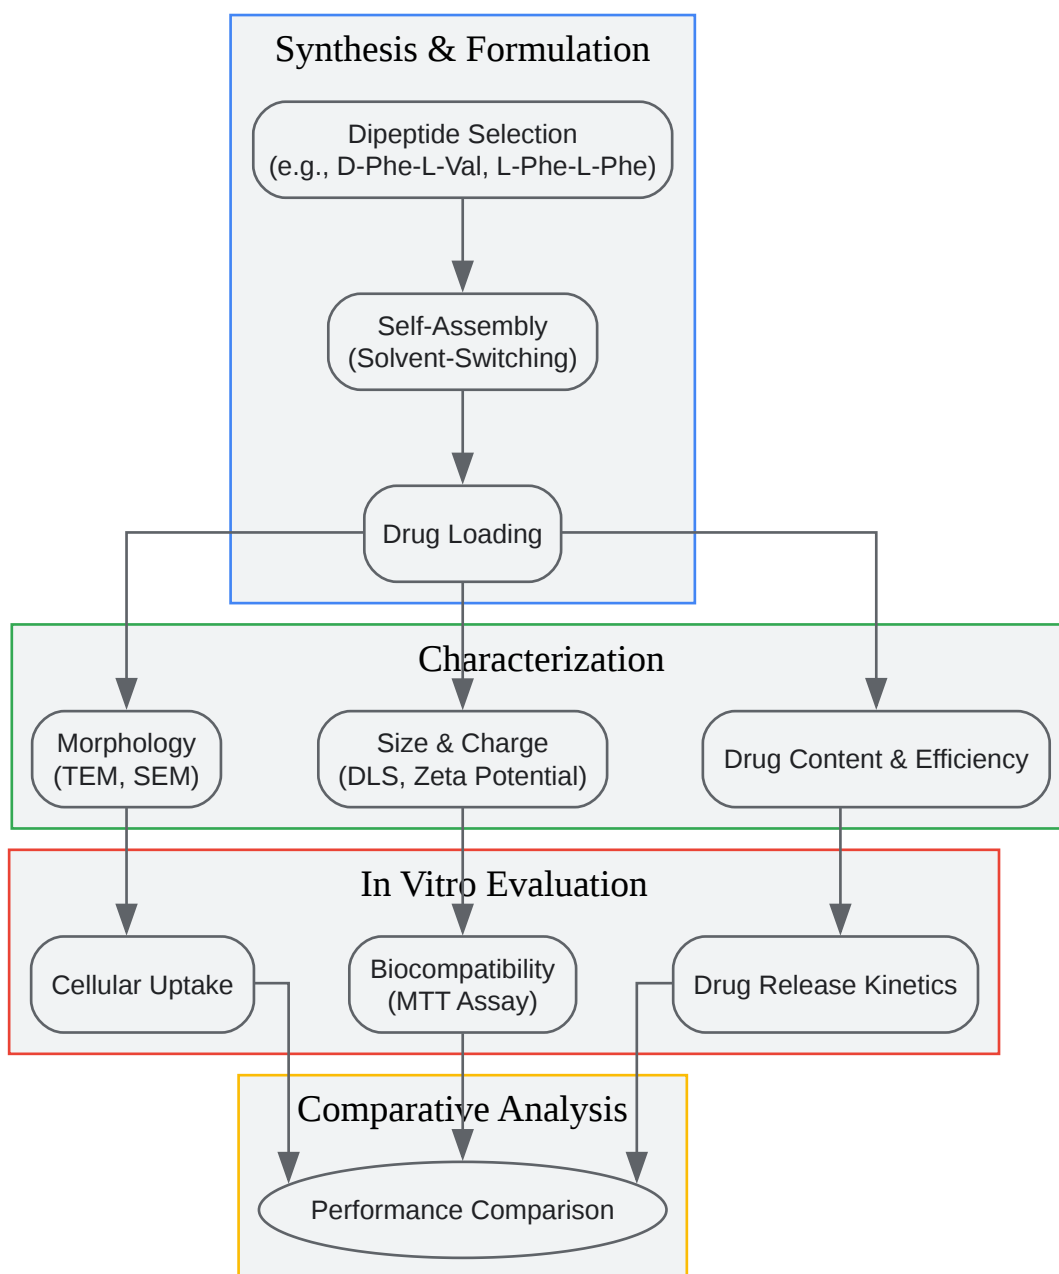 Synthesis & Formulation
Dipeptide Selection
(e.g., D-Phe-L-Val, L-Phe-L-Phe)
Self-Assembly
(Solvent-Switching)
Drug Loading
Characterization
Morphology
(TEM, SEM)
Size & Charge
(DLS, Zeta Potential)
Drug Content & Efficiency
In Vitro Evaluation
Cellular Uptake
Biocompatibility
(MTT Assay)
Drug Release Kinetics
Comparative Analysis
Performance Comparison